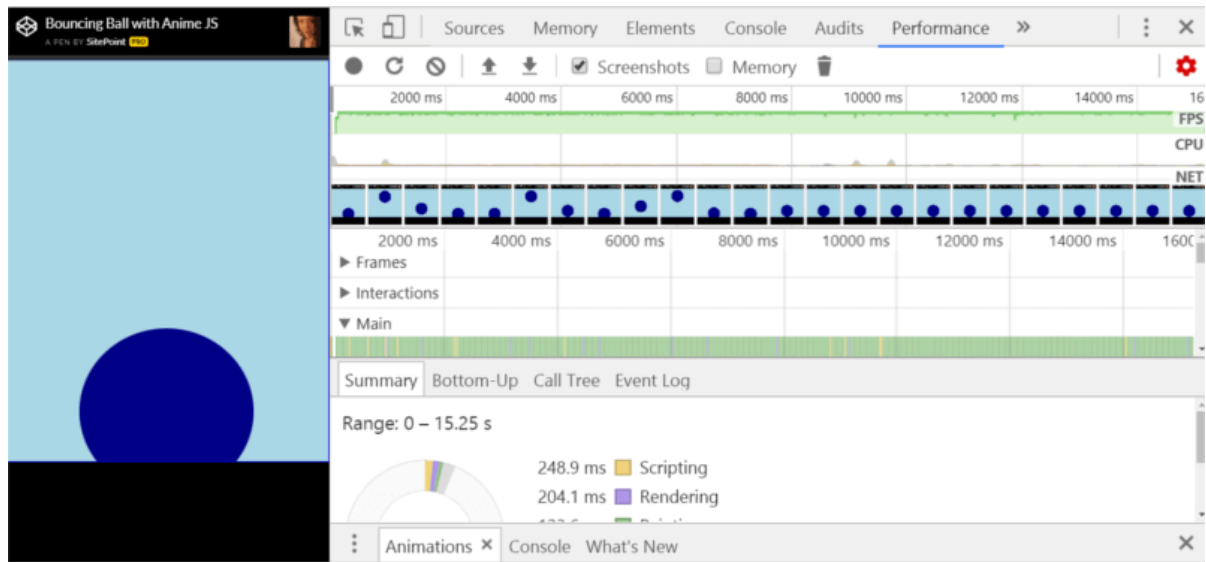 Bouncing Ball with Anime JS
A PEN BY SitePoint PRO
Sources Memory Elements Console Audits Performance »
Screenshots Memory
2000 ms 4000 ms 6000 ms 8000 ms 10000 ms 12000 ms 14000 ms 16
FPS
CPU
NET
2000 ms 4000 ms 6000 ms 8000 ms 10000 ms 12000 ms 14000 ms 1600
Frames
Interactions
Main
Summary Bottom-Up Call Tree Event Log
Range: 0 – 15.25 s
248.9 ms Scripting
204.1 ms Rendering
Animations × Console What's New